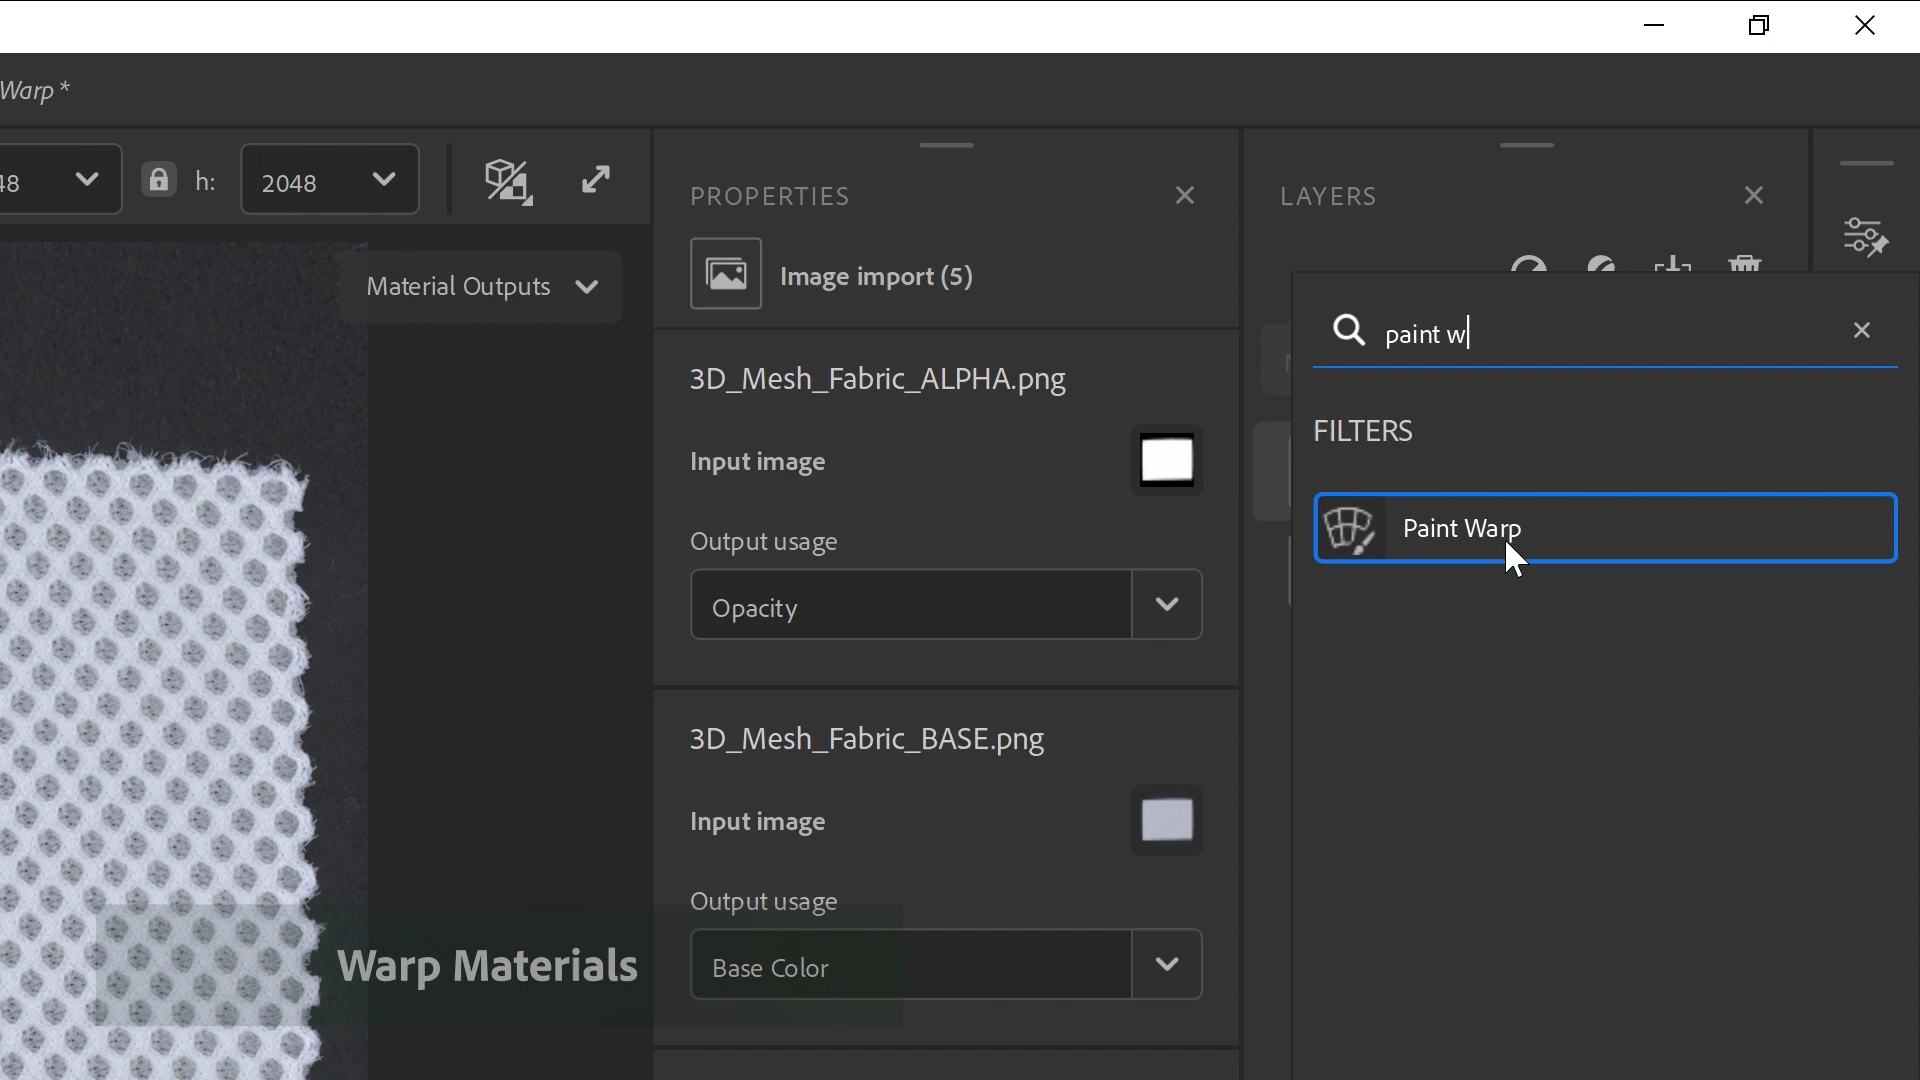 Warp *
48
h:
2048
Material Outputs
PROPERTIES
Image import (5)
3D_Mesh_Fabric_ALPHA.png
Input image
Output usage
Opacity
3D_Mesh_Fabric_BASE.png
Input image
Output usage
Base Color
LAYERS
paint w
FILTERS
Paint Warp
Warp Materials